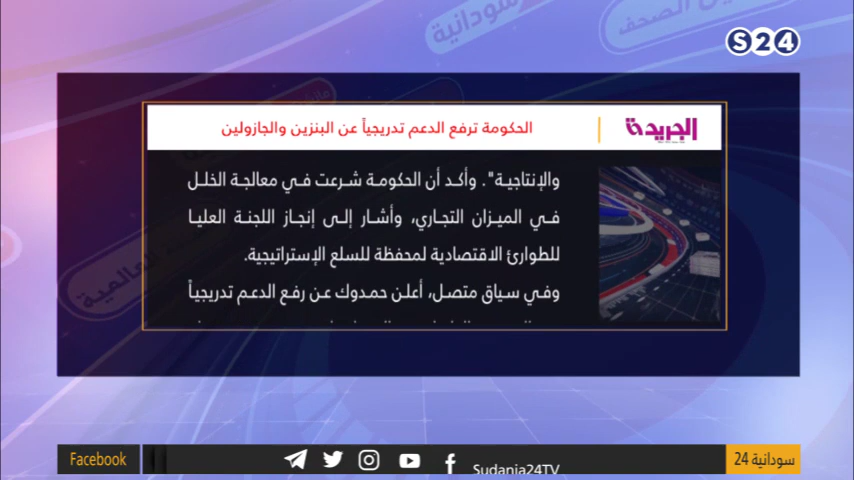 S24
الجريدة
الحكومة ترفع الدعم تدريجياً عن البنزين والجازولين
والإنتاجية". وأكد أن الحكومة شرعت في معالجة الخلل
في الميزان التجاري، وأشار إلى إنجاز اللجنة العليا
للطوارئ الاقتصادية لمحفظة للسلع الإستراتيجية.
وفي سياق متصل، أعلن حمدوك عن رفع الدعم تدريجياً
Facebook
Sudania24TV
سودانية 24